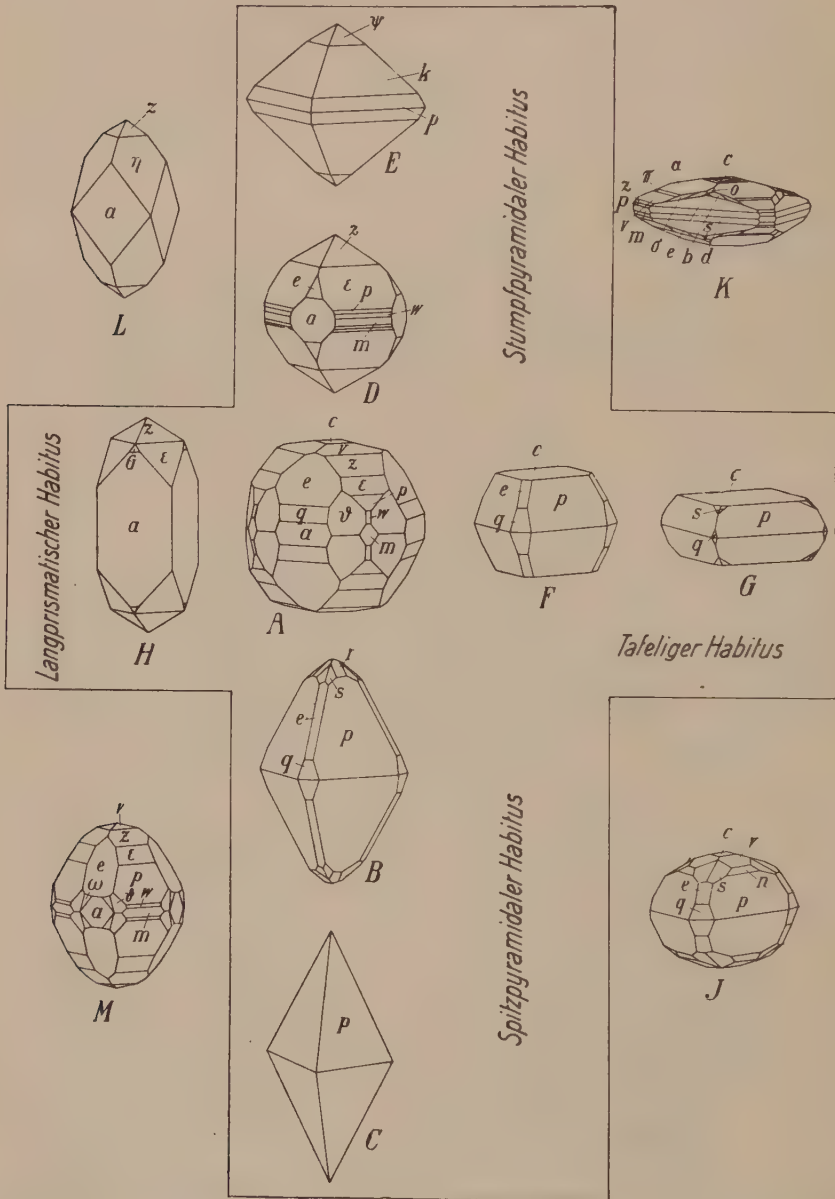 ψ
k
p
E
z
η
a
L
z
e
ε
p
a
w
m
D
Stumpfpyramidaler Habitus
c
a
π
z
p
o
v
m
σ
e
b
d
s
K
Langprismatischer Habitus
z
ε
a
H
c
v
z
e
ε
p
q
ϑ
w
a
m
A
c
e
p
q
F
c
s
p
q
G
Tafeliger Habitus
s
e
p
q
B
v
z
ε
e
p
ω
ϑ
w
a
m
M
c
v
e
s
n
q
p
J
Spitzpyramidaler Habitus
p
C